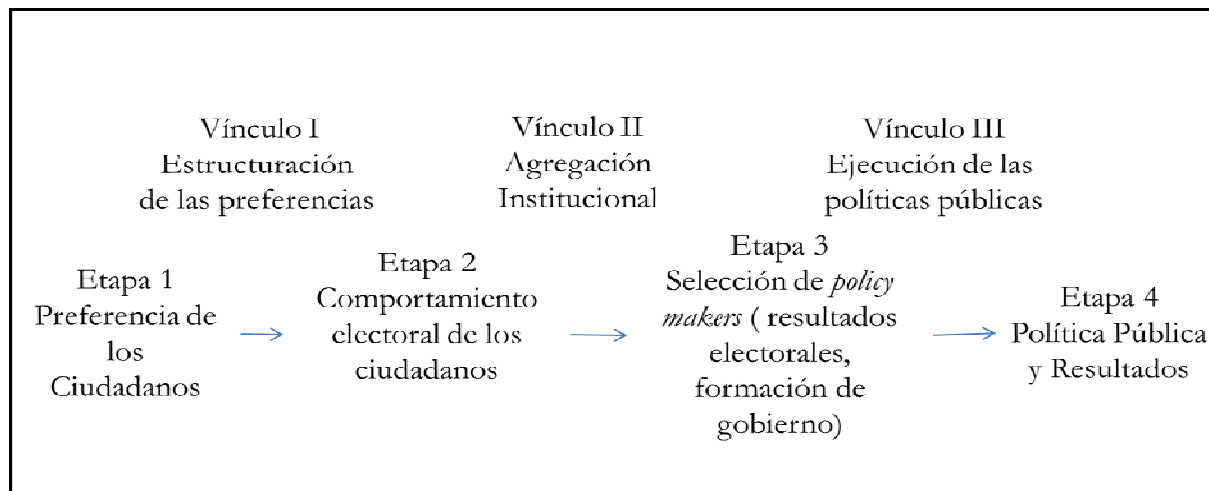 Vínculo I
Estructuración
de las preferencias
Vínculo II
Agregación
Institucional
Vínculo III
Ejecución de las
políticas públicas
Etapa 1
Preferencia de
los
Ciudadanos
Etapa 2
Comportamiento
electoral de los
ciudadanos
Etapa 3
Selección de policy
makers ( resultados
electorales,
formación de
gobierno)
Etapa 4
Política Pública
y Resultados